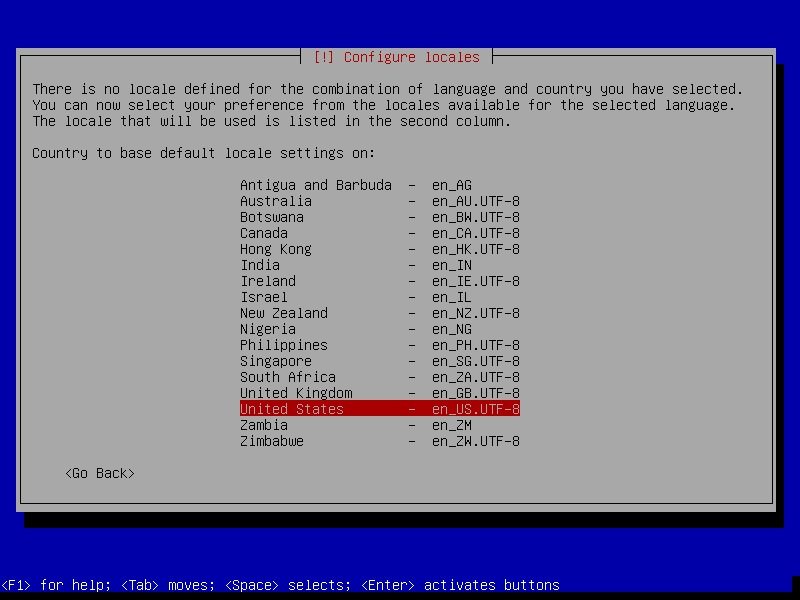 [!] Configure locales
There is no locale defined for the combination of language and country you have selected.
You can now select your preference from the locales available for the selected language.
The locale that will be used is listed in the second column.
Country to base default locale settings on:
Antigua and Barbuda - en_AG
Australia - en_AU.UTF-8
Botswana - en_BW.UTF-8
Canada - en_CA.UTF-8
Hong Kong - en_HK.UTF-8
India - en_IN
Ireland - en_IE.UTF-8
Israel - en_IL
New Zealand - en_NZ.UTF-8
Nigeria - en_NG
Philippines - en_PH.UTF-8
Singapore - en_SG.UTF-8
South Africa - en_ZA.UTF-8
United Kingdom - en_GB.UTF-8
United States - en_US.UTF-8
Zambia - en_ZM
Zimbabwe - en_ZW.UTF-8
<Go Back>
<F1> for help; <Tab> moves; <Space> selects; <Enter> activates buttons